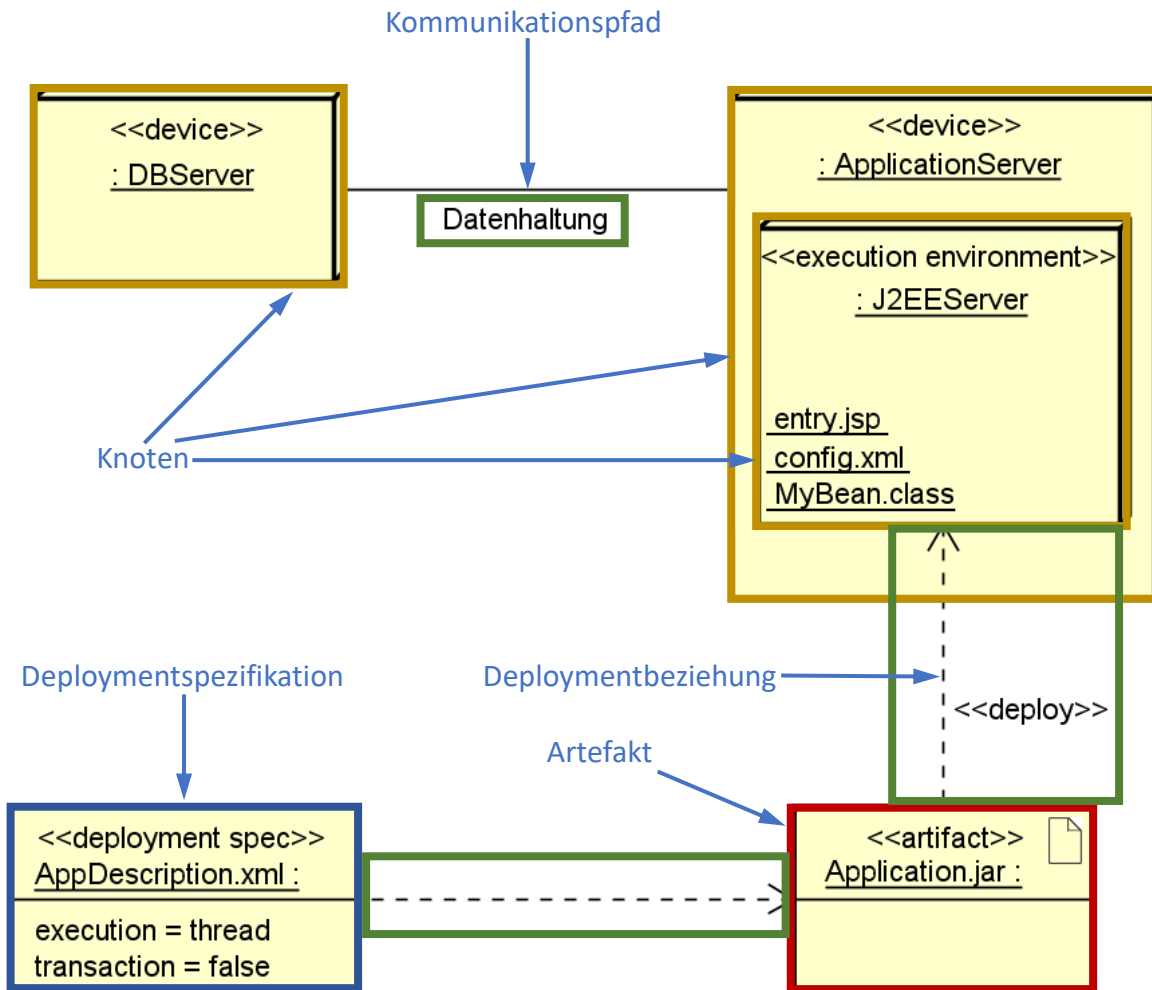 Kommunikationspfad
<<device>>
: DBServer
Datenhaltung
<<device>>
: ApplicationServer
<<execution environment>>
: J2EEServer
entry.jsp
config.xml
MyBean.class
Knoten
Deploymentspezifikation
Deploymentbeziehung
<<deploy>>
Artefakt
<<deployment spec>>
AppDescription.xml :
execution = thread
transaction = false
<<artifact>>
Application.jar :